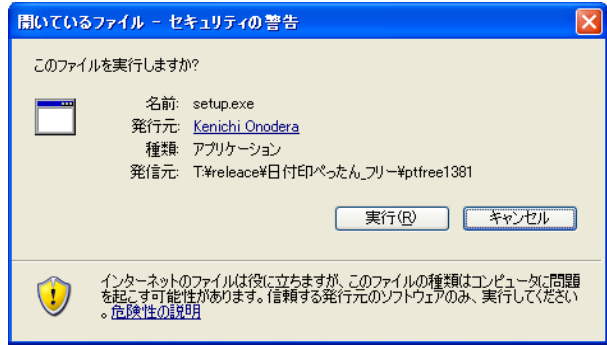 開いているファイル - セキュリティの警告
このファイルを実行しますか?
名前: setup.exe
発行元: Kenichi Onodera
種類: アプリケーション
発信元: T:¥releace¥日付印ぺったん_フリー¥ptfree1381
実行(R)
キャンセル
インターネットのファイルは役に立ちますが、このファイルの種類はコンピュータに問題
を起こす可能性があります。信頼する発行元のソフトウェアのみ、実行してください
。危険性の説明